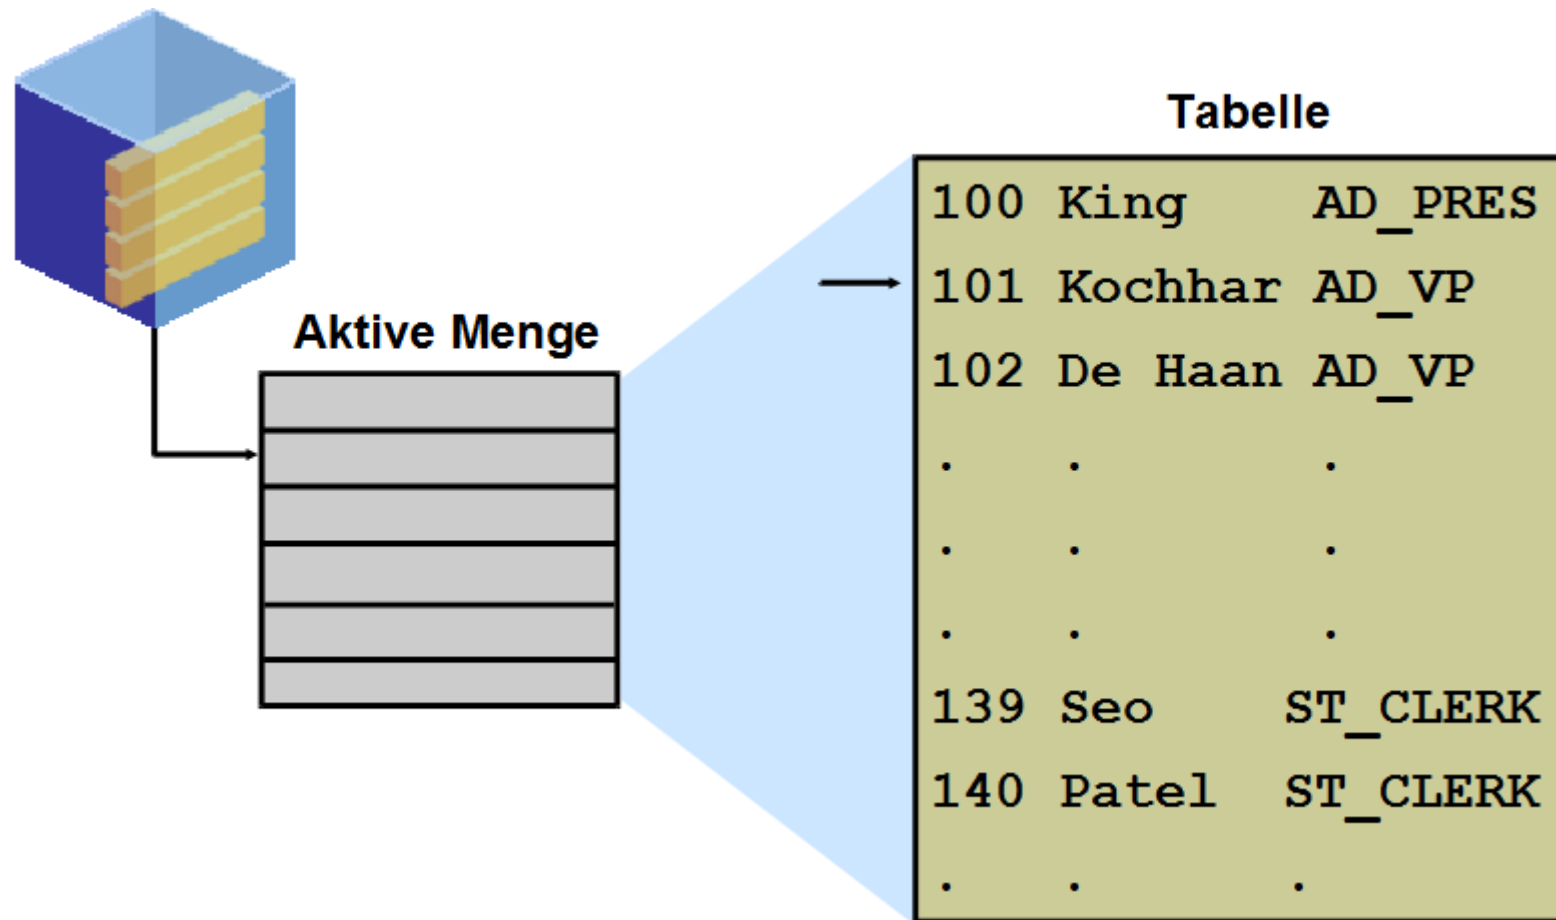 Aktive Menge
Tabelle
100 King AD_PRES
101 Kochhar AD_VP
102 De Haan AD_VP
. . .
. . .
. . .
139 Seo ST_CLERK
140 Patel ST_CLERK
. . .